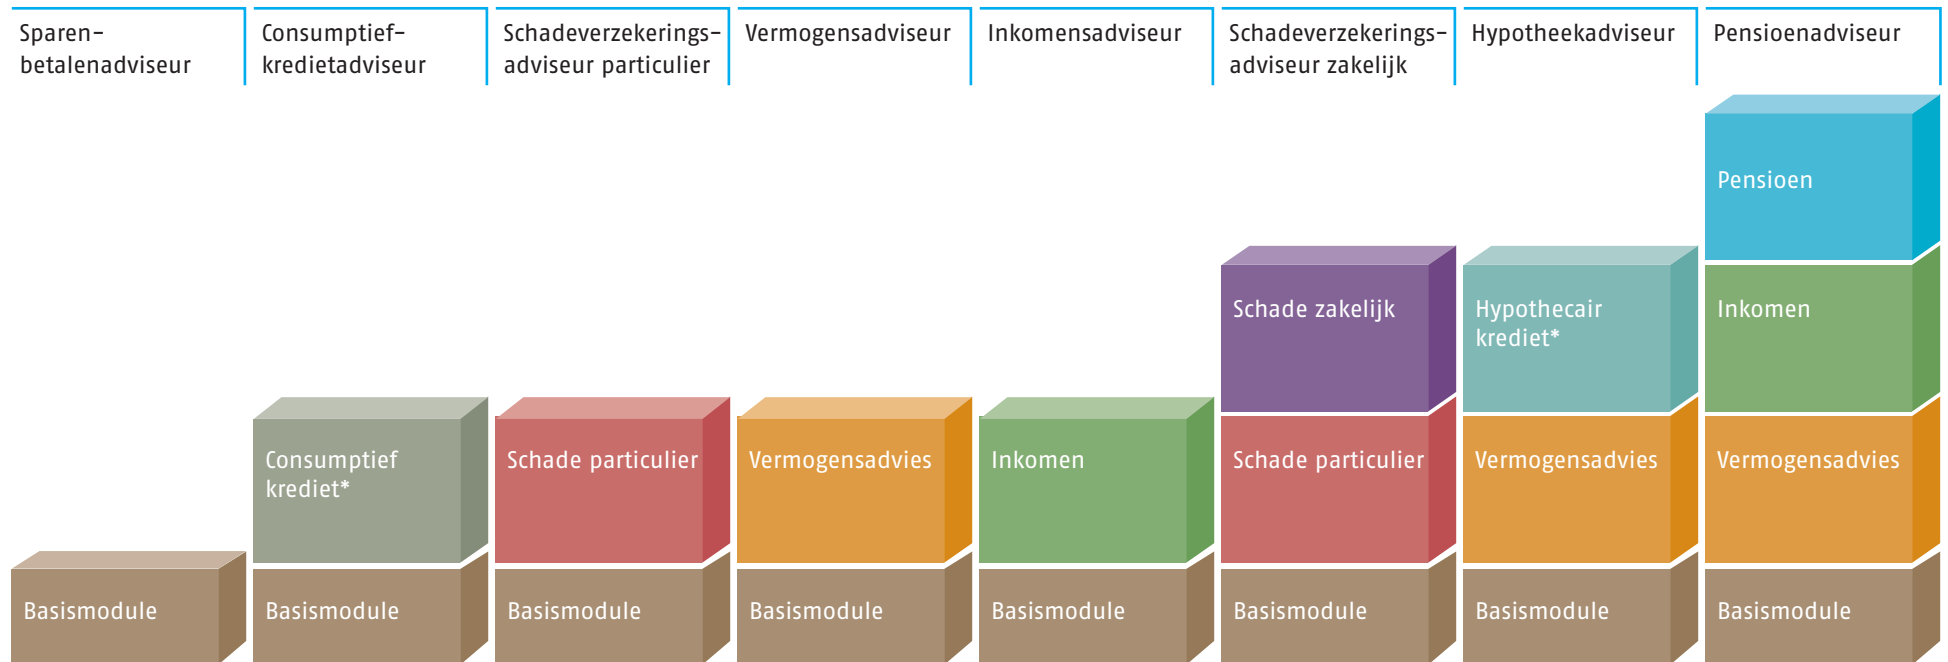 Sparen-
betalenadviseur
Consumptief-
kredietadviseur
Schadeverzekerings-
adviseur particulier
Vermogensadviseur
Inkomensadviseur
Schadeverzekerings-
adviseur zakelijk
Hypotheekadviseur
Pensioenadviseur
Pensioen
Schade zakelijk
Hypothecair
krediet*
Inkomen
Consumptief
krediet*
Schade particulier
Vermogensadvies
Inkomen
Schade particulier
Vermogensadvies
Vermogensadvies
Basismodule
Basismodule
Basismodule
Basismodule
Basismodule
Basismodule
Basismodule
Basismodule